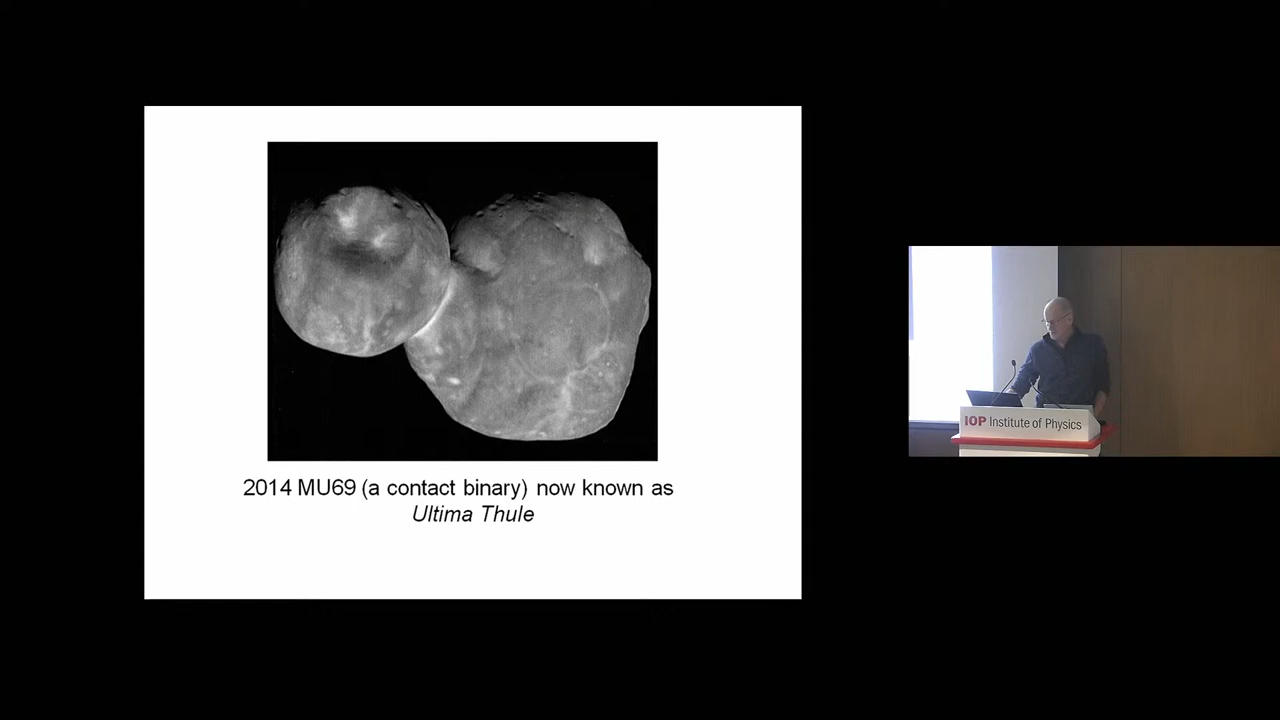 2014 MU69 (a contact binary) now known as
Ultima Thule
IOP Institute of Physics